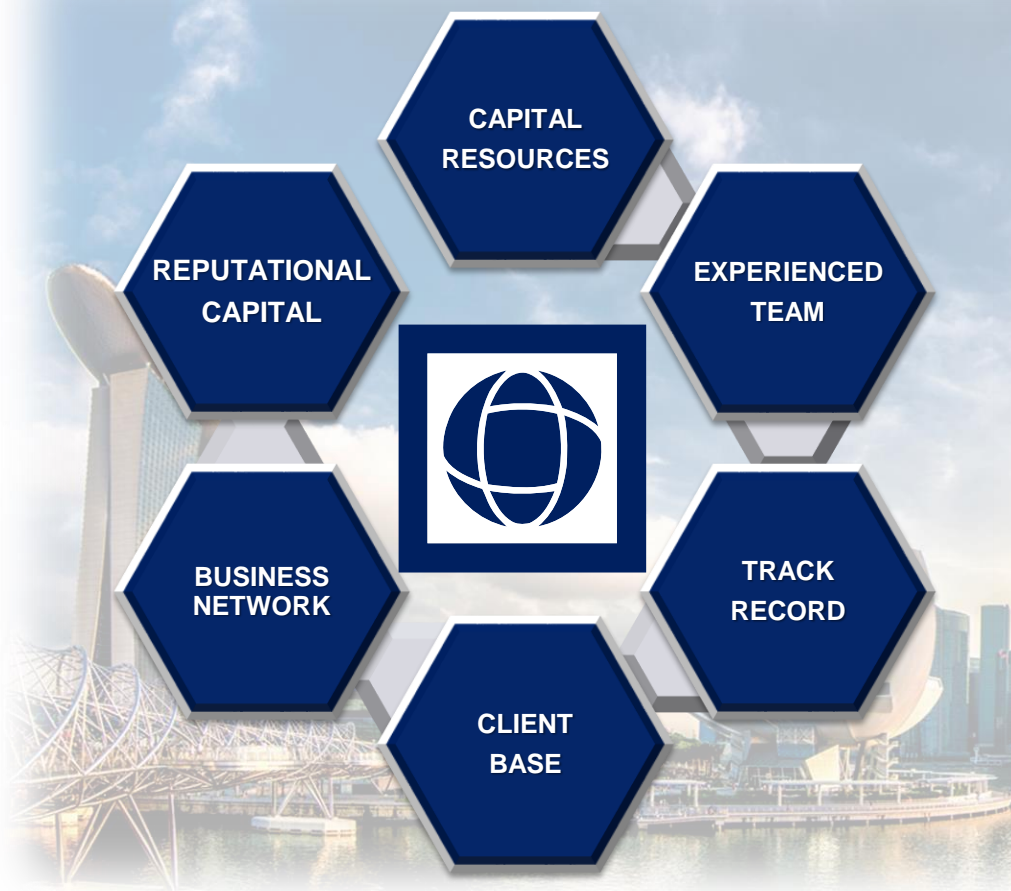 CAPITAL
RESOURCES
EXPERIENCED
TEAM
TRACK
RECORD
CLIENT
BASE
BUSINESS
NETWORK
REPUTATIONAL
CAPITAL